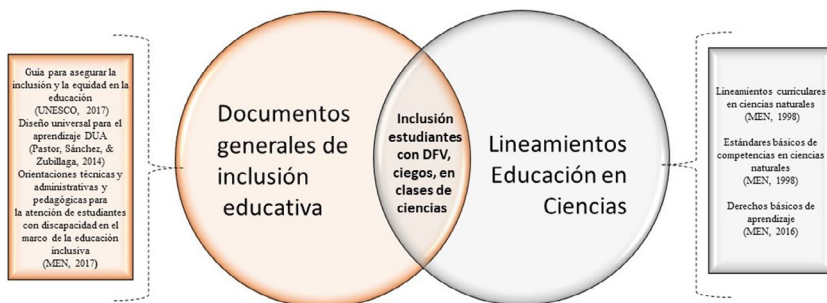 Guía para asegurar la
inclusión y la equidad en la
educación
(UNESCO, 2017)
Diseño universal para el
aprendizaje DUA
(Pastor, Sánchez, &
Zubillaga, 2014)
Orientaciones técnicas y
administrativas y
pedagógicas para
la atención de estudiantes
con discapacidad en el
marco de la educación
inclusiva
(MEN, 2017)
Documentos
generales de
inclusión
educativa
Inclusión
estudiantes
con DFV,
ciegos, en
clases de
ciencias
Lineamientos
Educación en
Ciencias
Lineamientos curriculares
en ciencias naturales
(MEN, 1998)
Estándares básicos de
competencias en ciencias
naturales
(MEN, 1998)
Derechos básicos de
aprendizaje
(MEN, 2016)